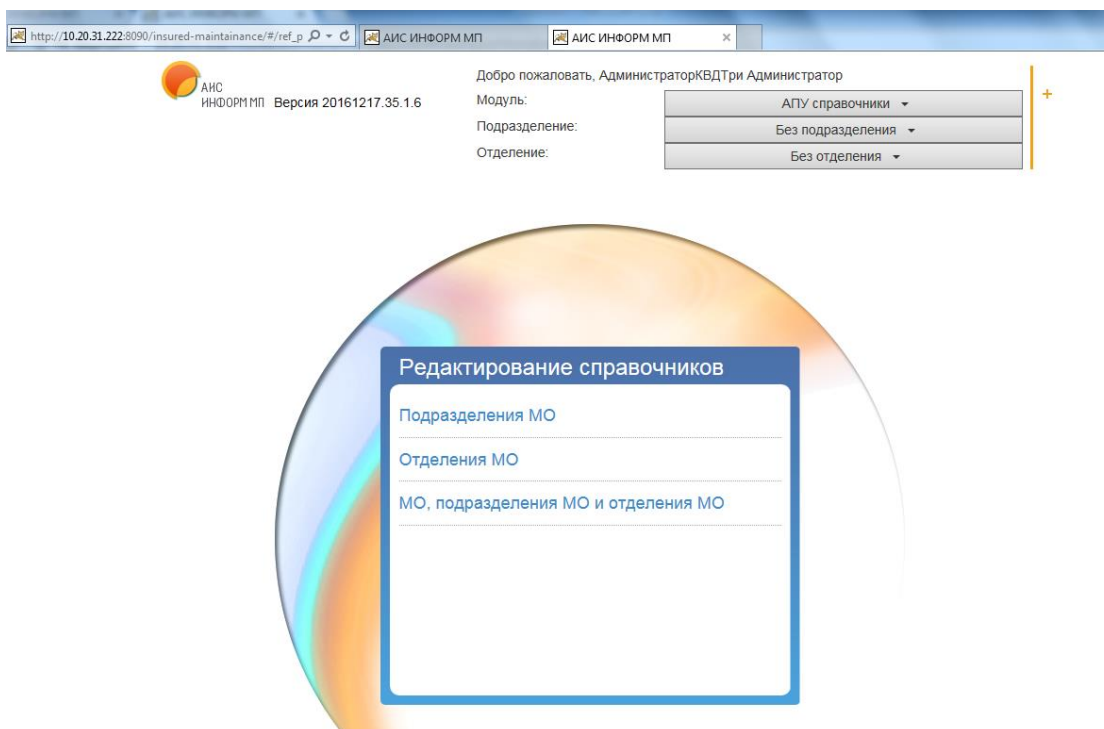 http://10.20.31.222:8090/insured-maintainance/#/ref_p
АИС ИНФОРМ МП
АИС ИНФОРМ МП
АИС
ИНФОРМ МП
Версия 20161217.35.1.6
Добро пожаловать, АдминистраторКВДТри Администратор
Модуль:
АПУ справочники
Подразделение:
Без подразделения
Отделение:
Без отделения
+
Редактирование справочников
Подразделения МО
Отделения МО
МО, подразделения МО и отделения МО